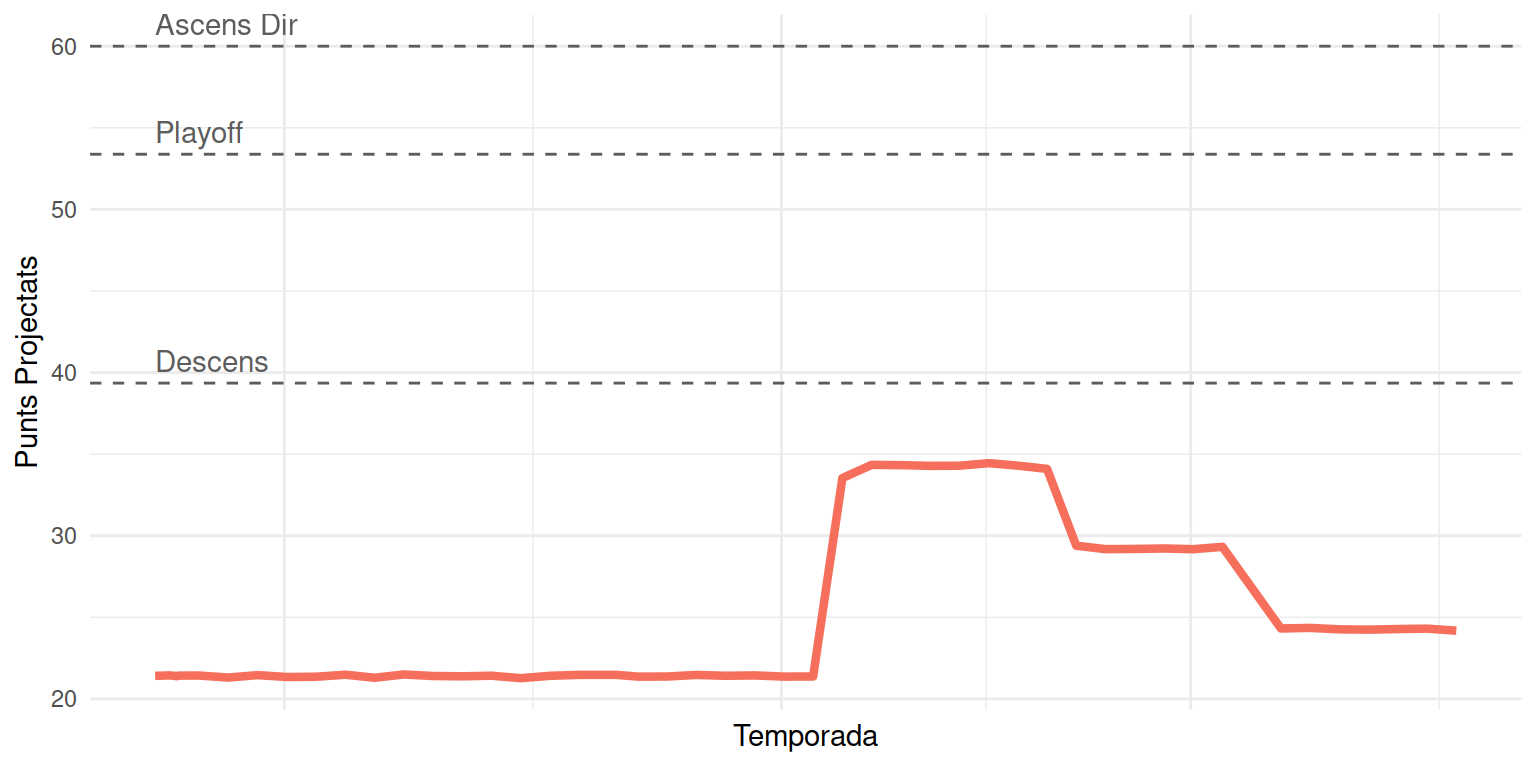 Ascens Dir
60
Playoff
50
Descens
40
30
20
Punts Projectats
Temporada